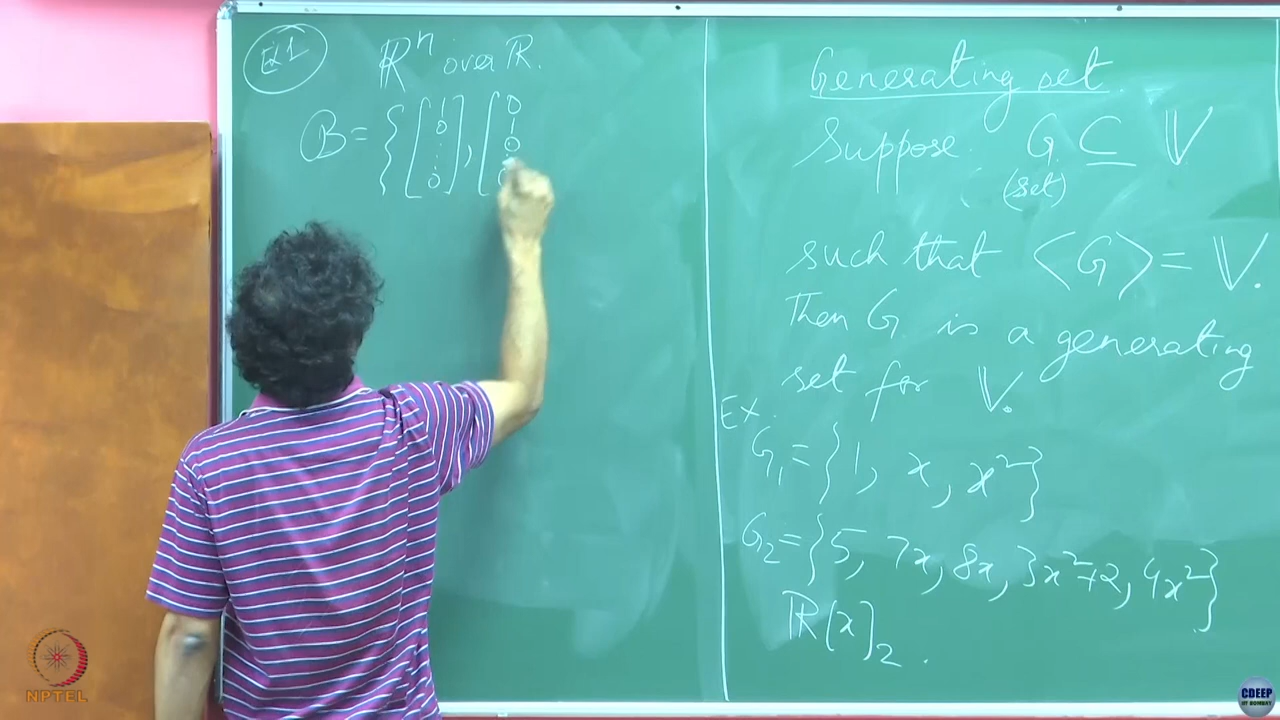 Ex 1
ℝⁿ over ℝ.
B = { [1 0 ⋮ 0], [0 1 0
Generating set
Suppose G ⊆ 𝕍
(set)
such that ⟨G⟩ = 𝕍.
Then G is a generating
set for 𝕍.
Ex.
G₁ = {1, x, x²}
G₂ = {5, 7x, 8x, 3x²+2, 4x²}
ℝ[x]₂.
NPTEL
CDEEP
IIT BOMBAY